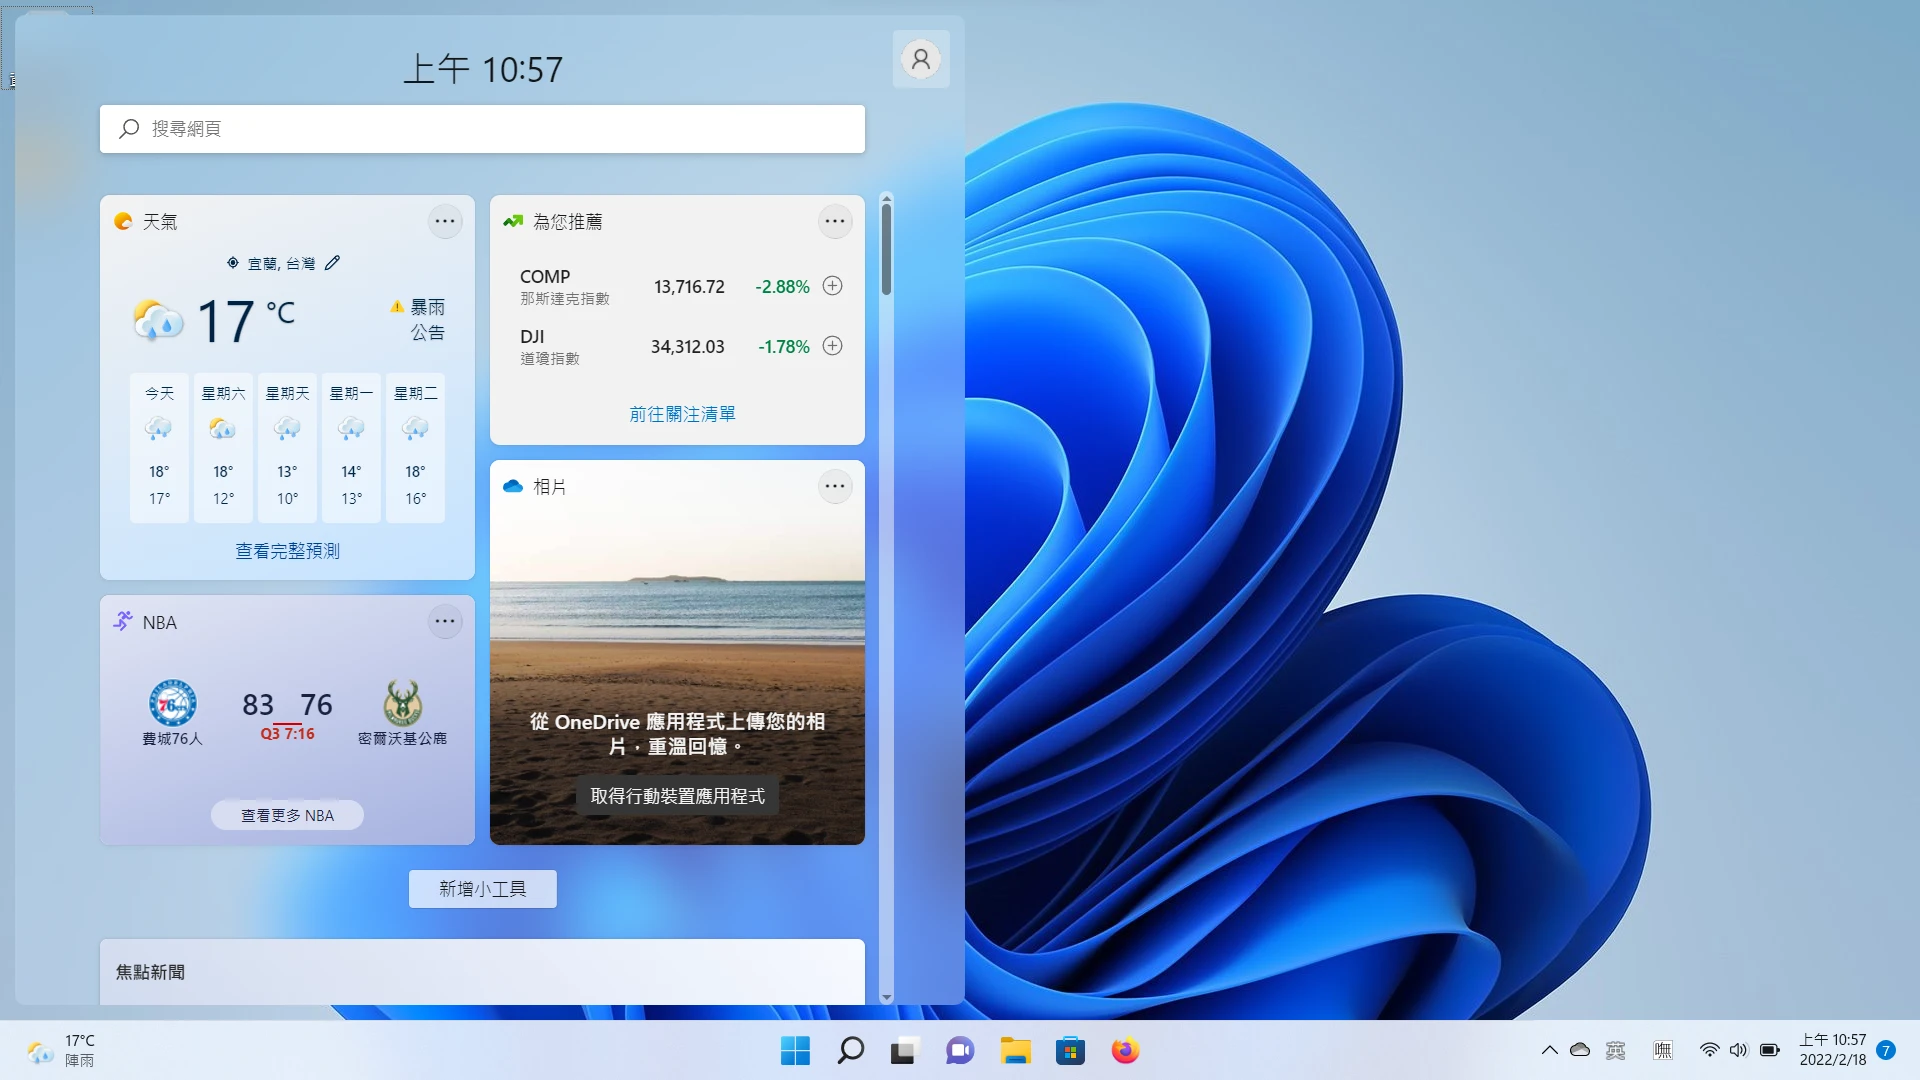 上午 10:57
搜尋網頁
天氣
宜蘭, 台灣
17 °C
暴雨
公告
今天 星期六 星期天 星期一 星期二
18° 18° 13° 14° 18°
17° 12° 10° 13° 16°
查看完整預測
為您推薦
COMP 13,716.72 -2.88%
那斯達克指數
DJI 34,312.03 -1.78%
道瓊指數
前往關注清單
相片
從 OneDrive 應用程式上傳您的相
片，重溫回憶。
取得行動裝置應用程式
NBA
83 76
Q3 7:16
費城76人 密爾沃基公鹿
查看更多 NBA
新增小工具
焦點新聞
17°C
陣雨
英
嘸
上午 10:57
2022/2/18
7